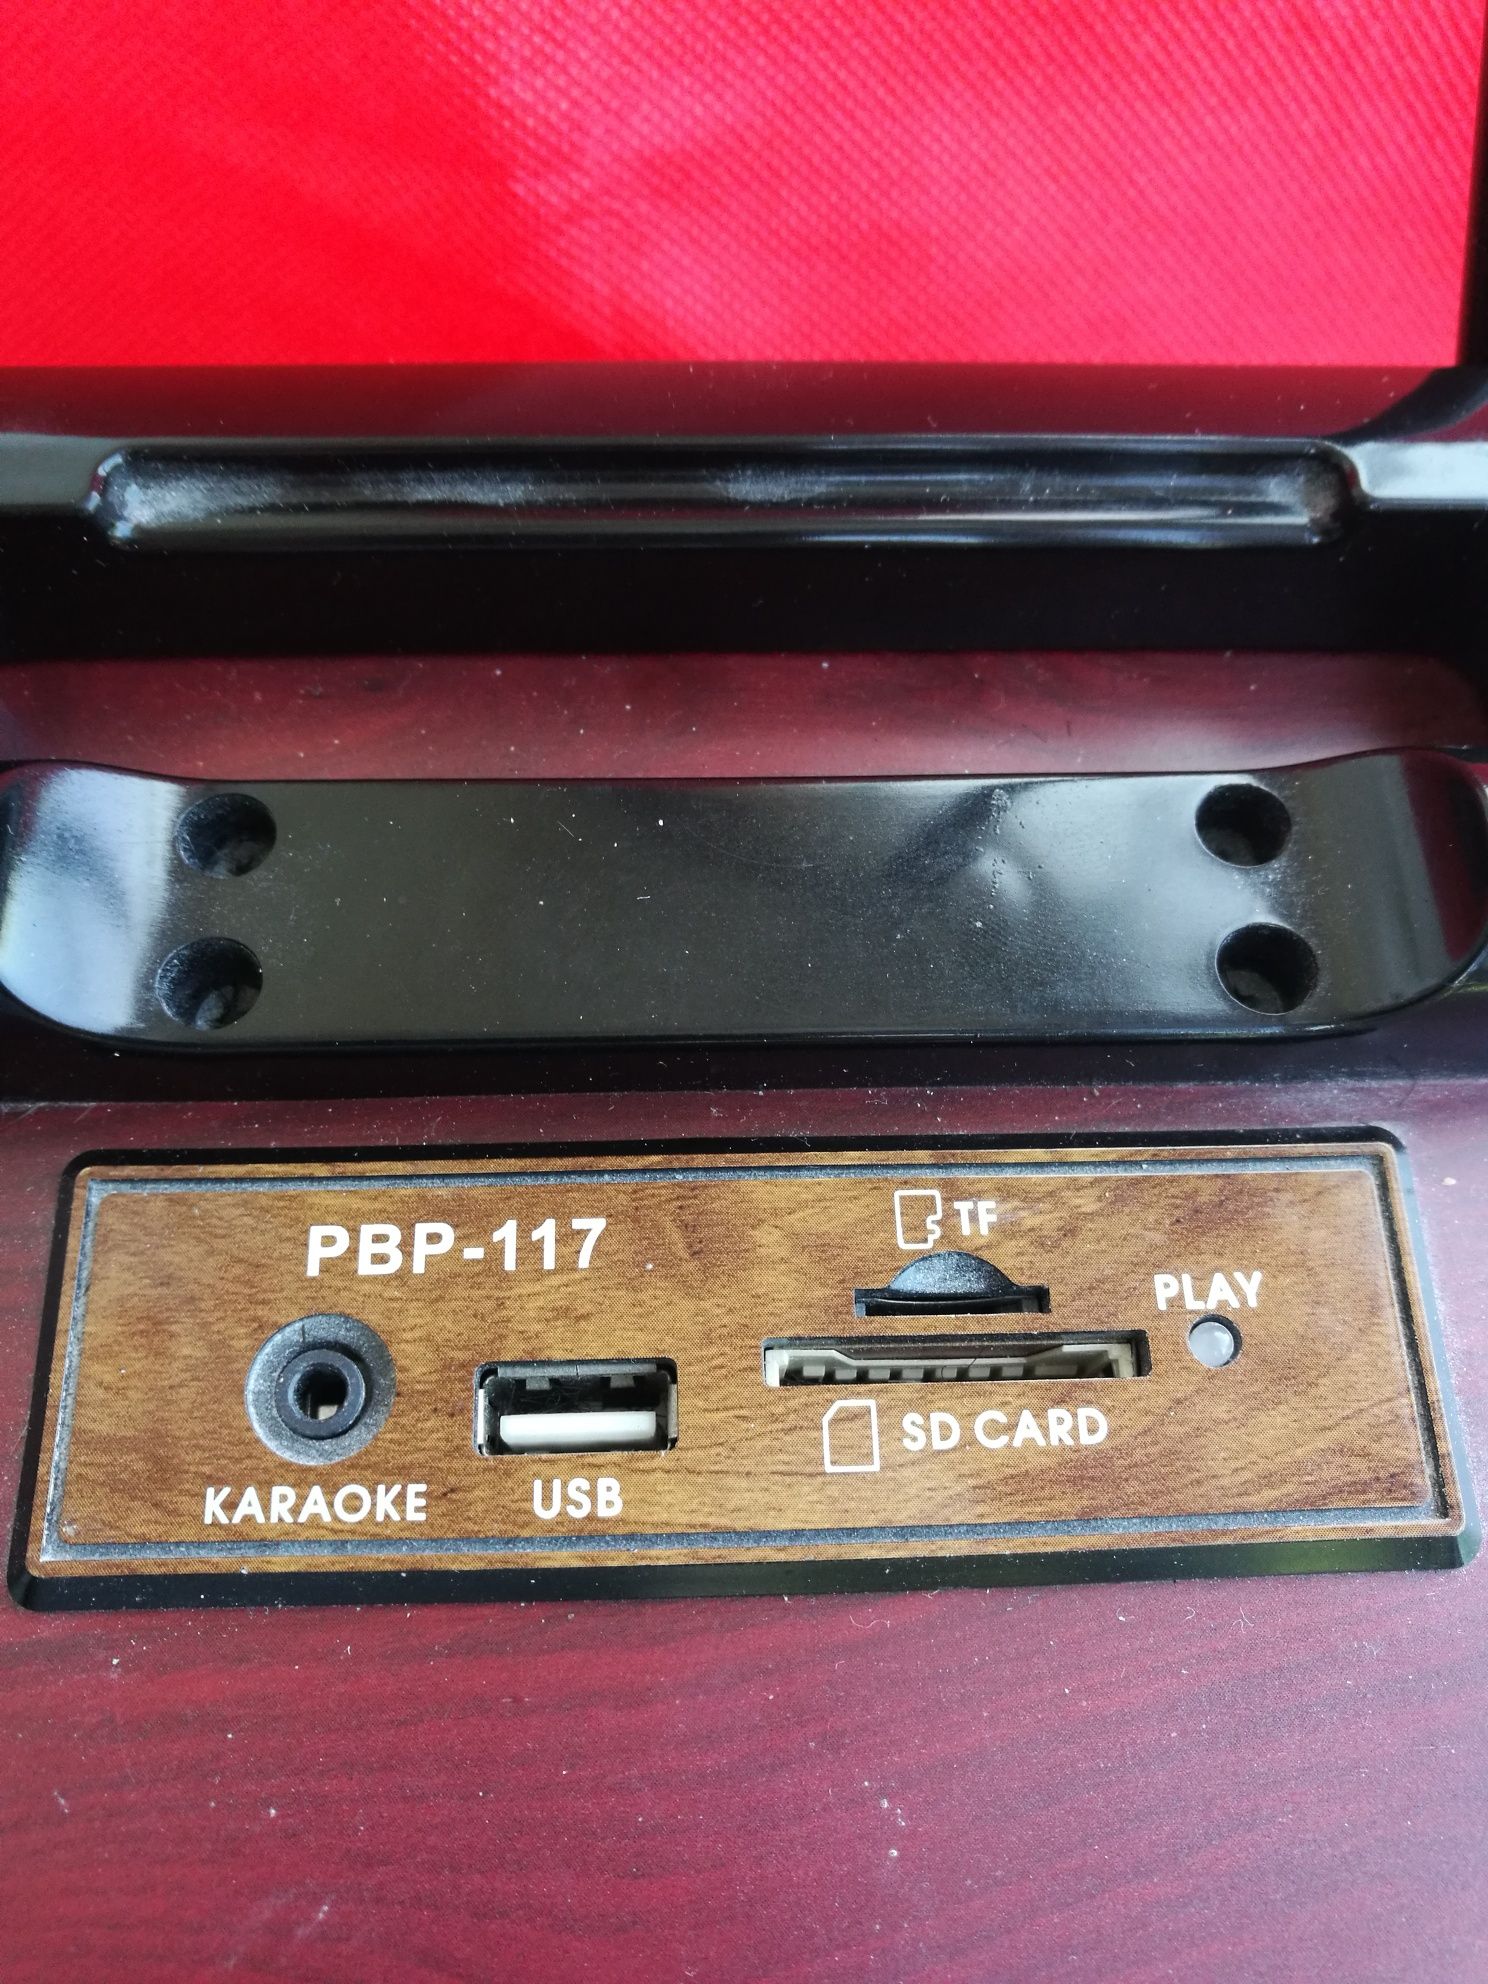 PBP-117
TF
PLAY
SD CARD
KARAOKE
USB